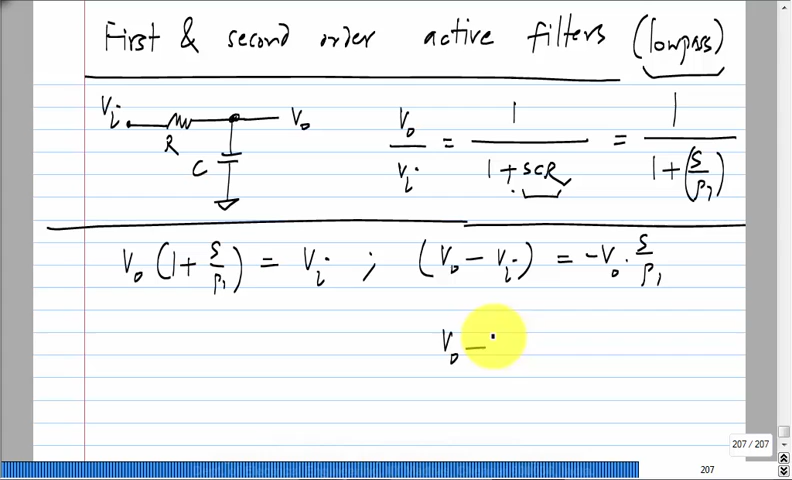 First & second order active filters (lowpass)
Vi R C Vo Vo/Vi = 1/(1 + SCR) = 1/(1 + (S/p1))
Vo (1 + S/p1) = Vi ; (Vo - Vi) = -Vo · S/p1
Vo —
207 / 207
207